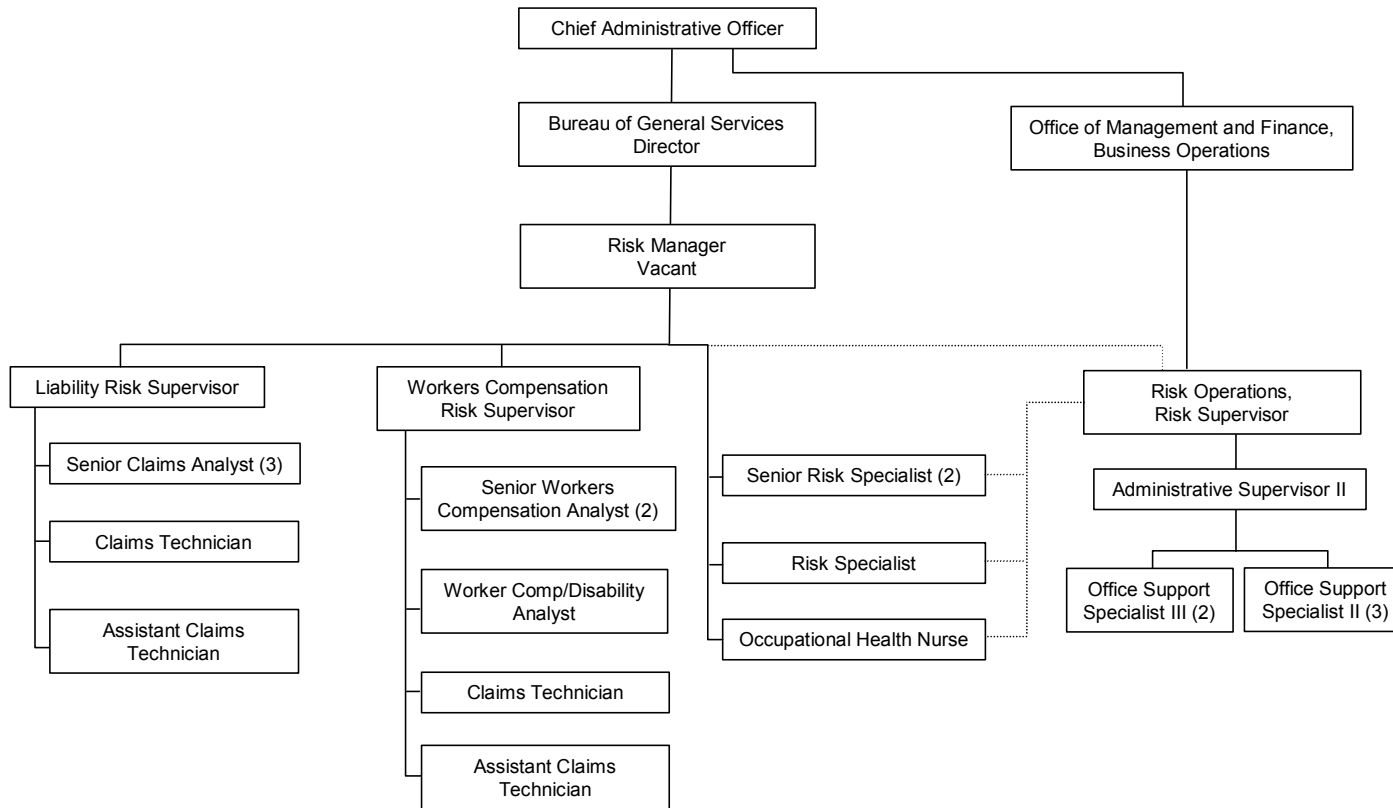 Chief Administrative Officer
Bureau of General Services
Director
Office of Management and Finance,
Business Operations
Risk Manager
Vacant
Liability Risk Supervisor
Senior Claims Analyst (3)
Claims Technician
Assistant Claims
Technician
Workers Compensation
Risk Supervisor
Senior Workers
Compensation Analyst (2)
Worker Comp/Disability
Analyst
Claims Technician
Assistant Claims
Technician
Senior Risk Specialist (2)
Risk Specialist
Occupational Health Nurse
Risk Operations,
Risk Supervisor
Administrative Supervisor II
Office Support
Specialist III (2)
Office Support
Specialist II (3)